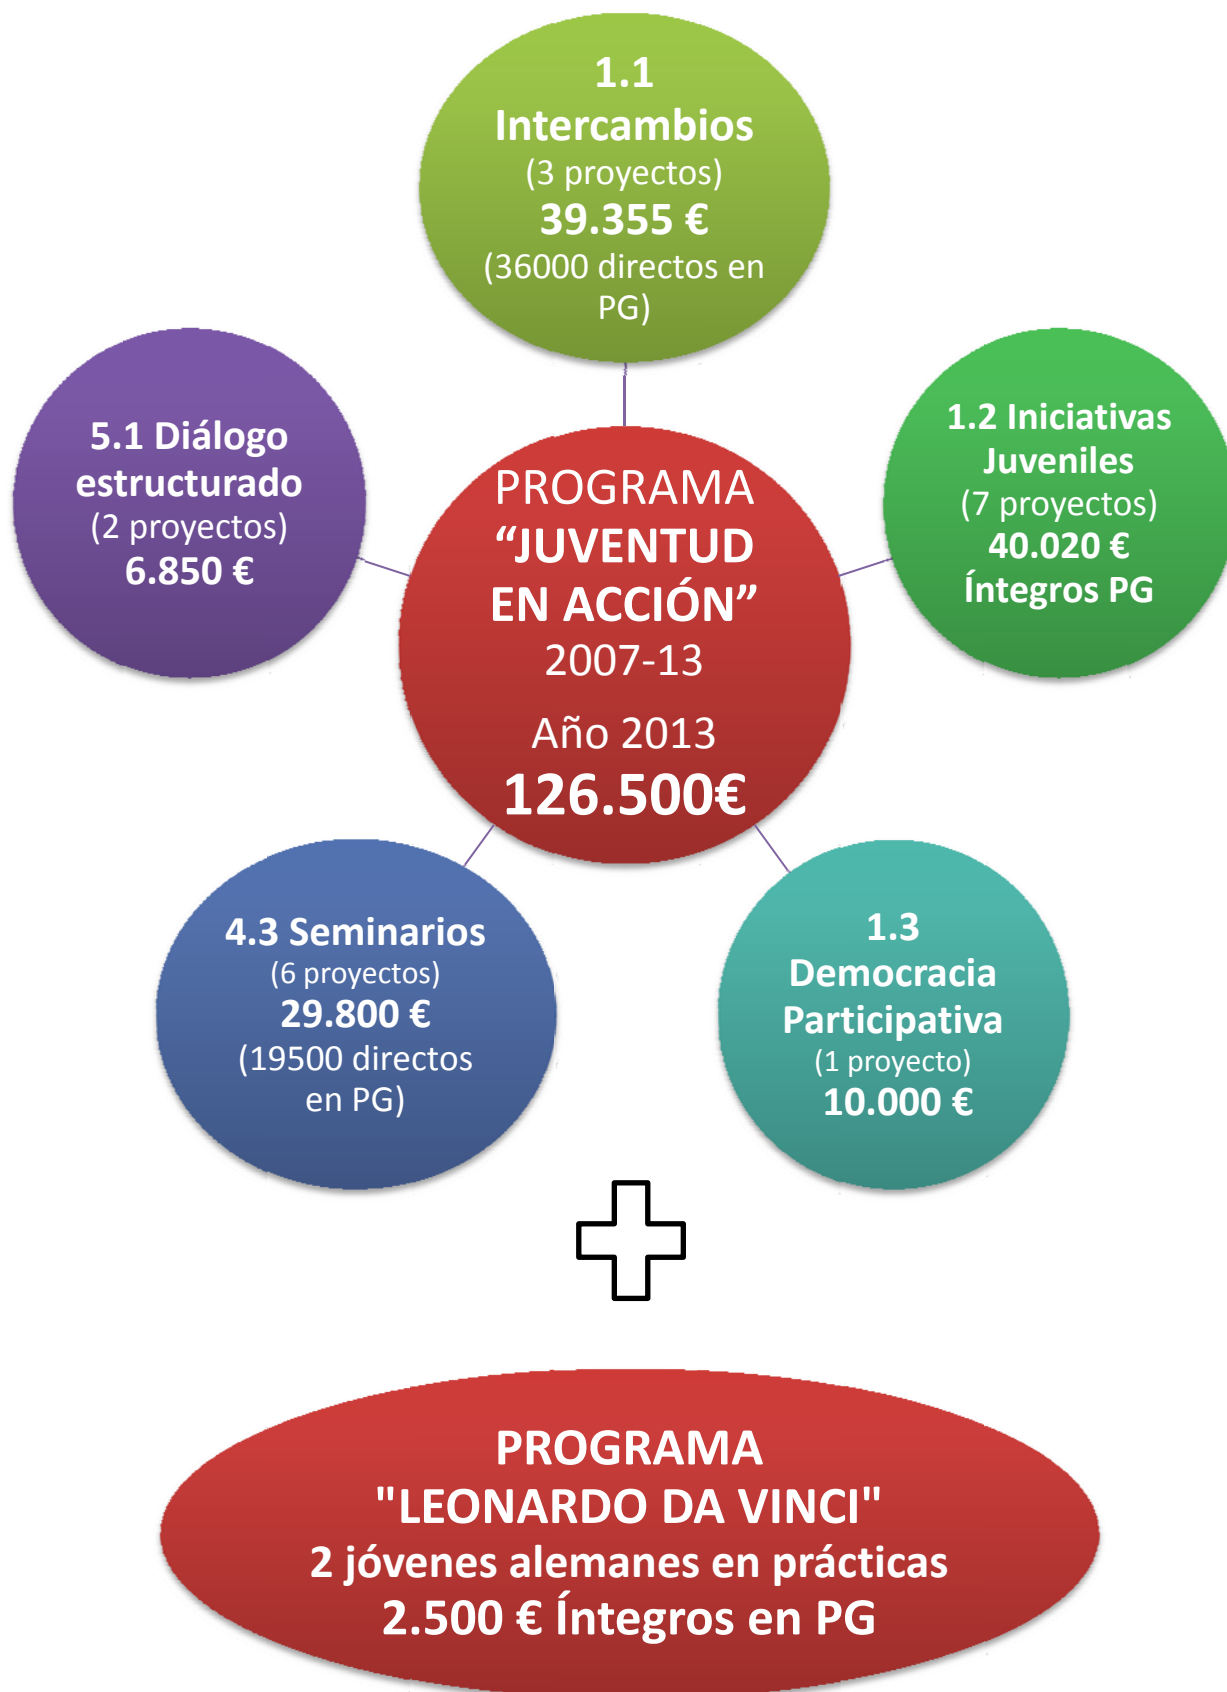 1.1
Intercambios
(3 proyectos)
39.355 €
(36000 directos en
PG)
5.1 Diálogo
estructurado
(2 proyectos)
6.850 €
1.2 Iniciativas
Juveniles
(7 proyectos)
40.020 €
Íntegros PG
PROGRAMA
“JUVENTUD
EN ACCIÓN”
2007-13
Año 2013
126.500€
4.3 Seminarios
(6 proyectos)
29.800 €
(19500 directos
en PG)
1.3
Democracia
Participativa
(1 proyecto)
10.000 €
PROGRAMA
"LEONARDO DA VINCI"
2 jóvenes alemanes en prácticas
2.500 € Íntegros en PG